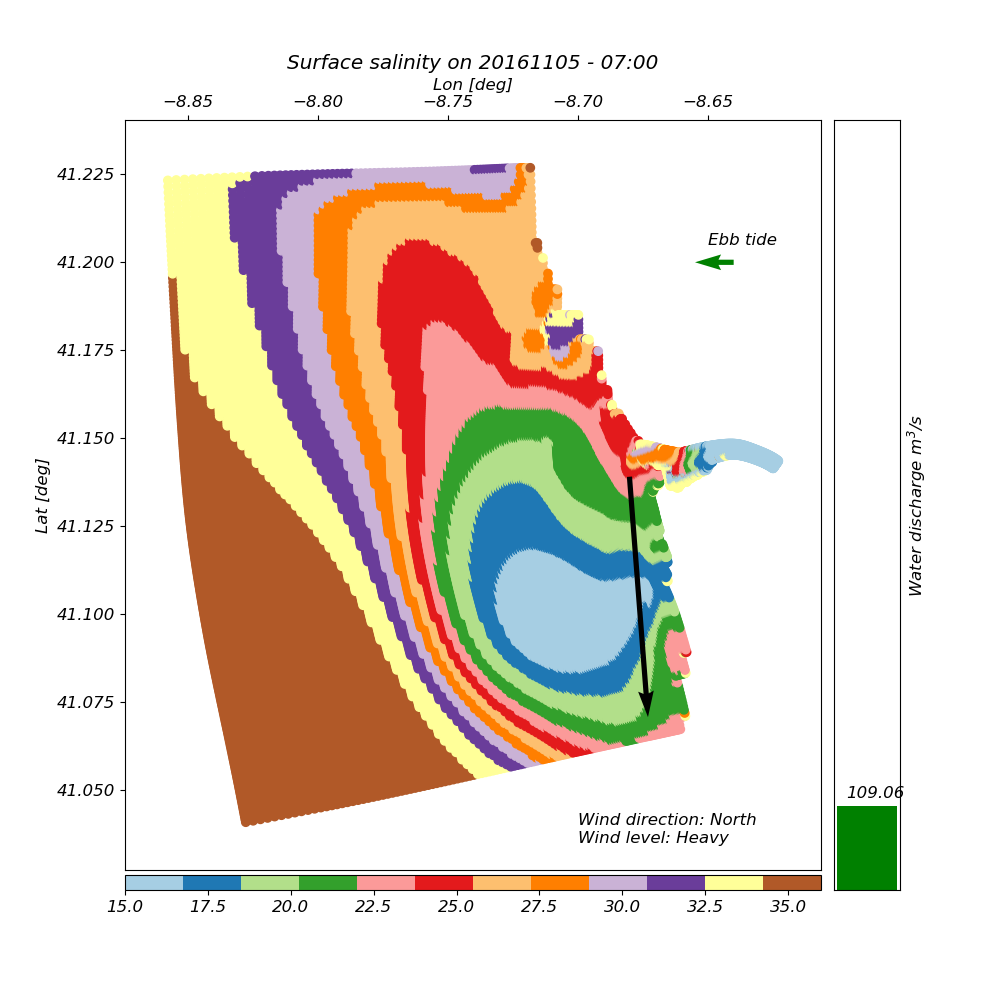 Surface salinity on 20161105 - 07:00
Lon [deg]
−8.85 −8.80 −8.75 −8.70 −8.65
41.225
41.200
41.175
41.150
41.125
41.100
41.075
41.050
Lat [deg]
Ebb tide
Wind direction: North
Wind level: Heavy
Water discharge m³/s
109.06
15.0 17.5 20.0 22.5 25.0 27.5 30.0 32.5 35.0